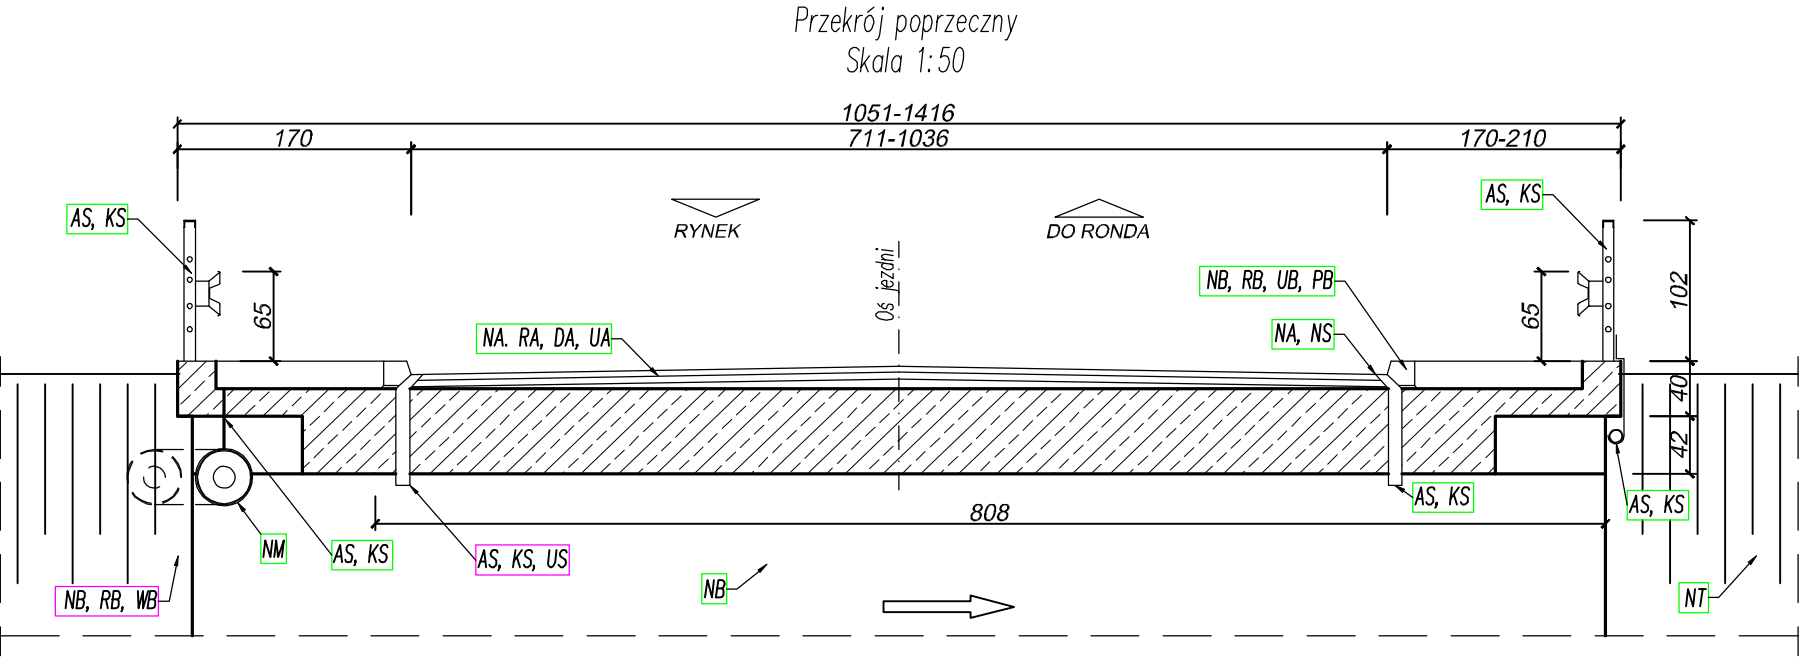 Przekrój poprzeczny
Skala 1:50
1051-1416
170
711-1036
170-210
AS, KS
AS, KS
RYNEK
DO RONDA
Oś jezdni
NB, RB, UB, PB
65
65
102
NA. RA, DA, UA
NA, NS
40
42
AS, KS
AS, KS
808
NM
AS, KS
AS, KS, US
NB
NB, RB, WB
NT